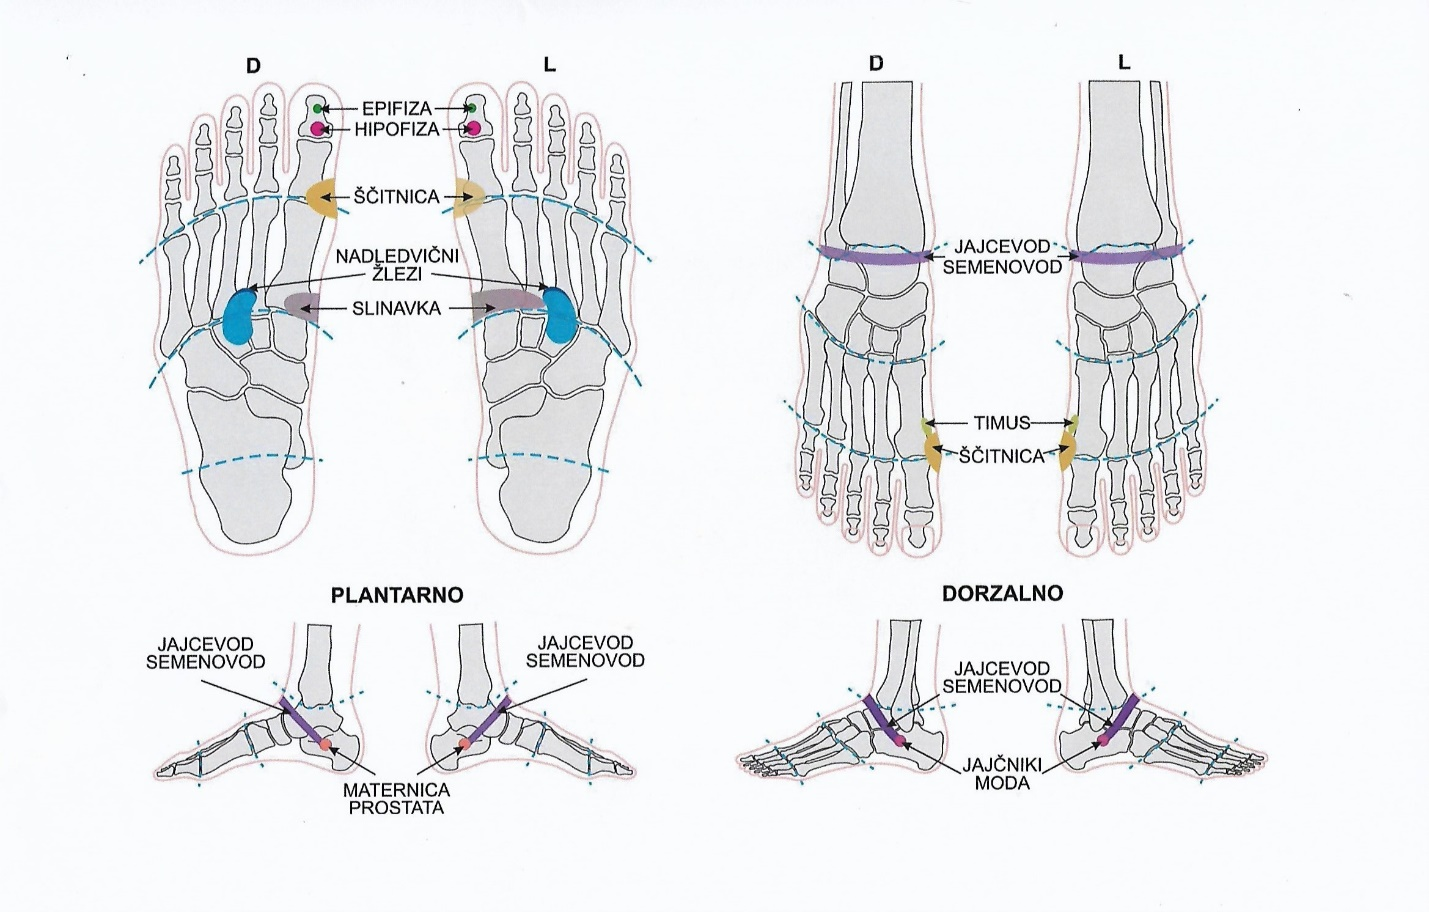 D
L
EPIFIZA
HIPOFIZA
ŠČITNICA
NADLEDVIČNI
ŽLEZI
SLINAVKA
PLANTARNO
D
L
JAJCEVOD
SEMENOVOD
TIMUS
ŠČITNICA
DORZALNO
JAJCEVOD
SEMENOVOD
JAJCEVOD
SEMENOVOD
MATERNICA
PROSTATA
JAJCEVOD
SEMENOVOD
JAJČNIKI
MODA